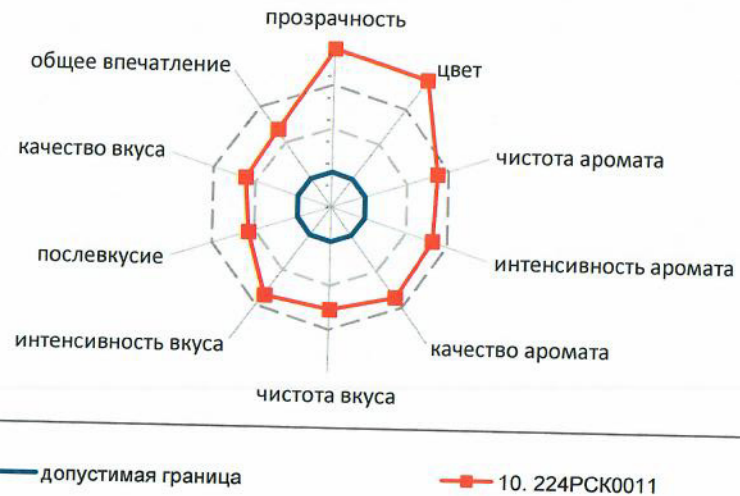 прозрачность
цвет
чистота аромата
интенсивность аромата
качество аромата
чистота вкуса
интенсивность вкуса
послевкусие
качество вкуса
общее впечатление
допустимая граница
10. 224РСК0011